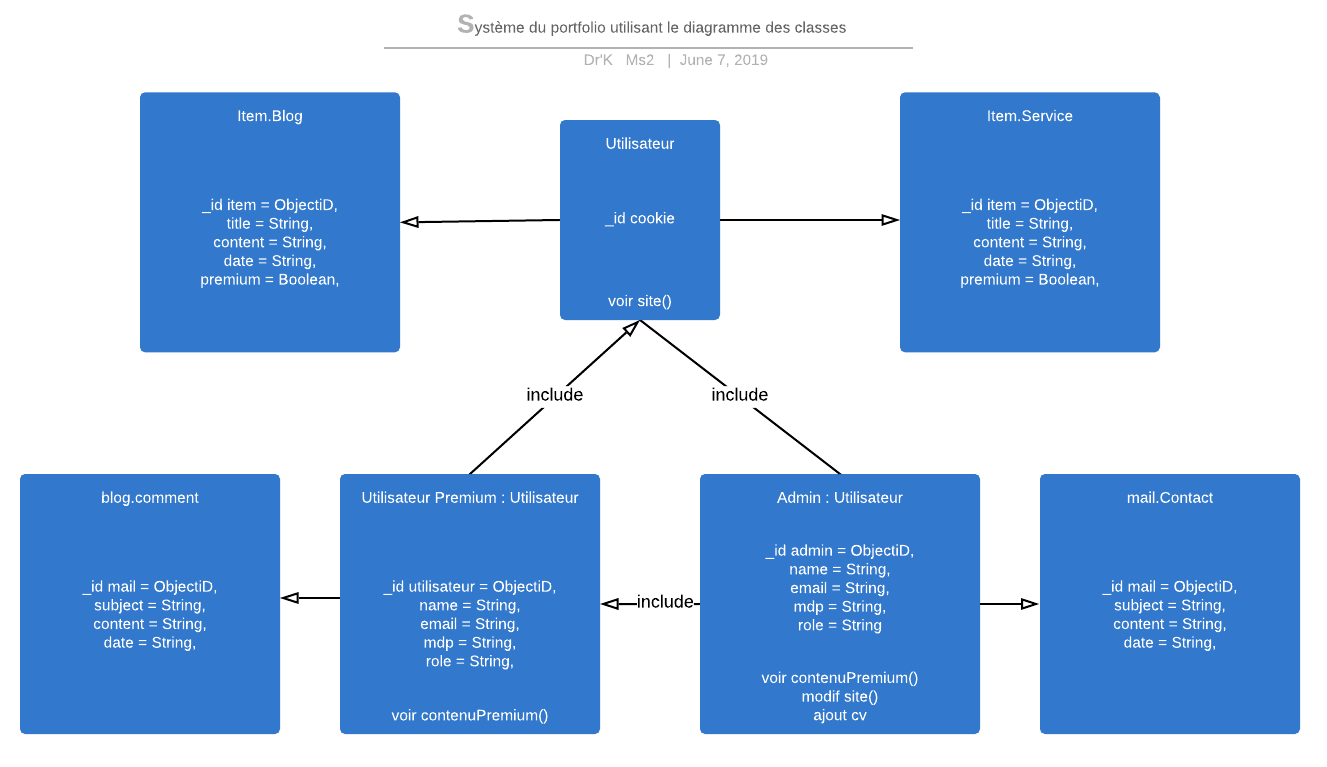 Système du portfolio utilisant le diagramme des classes
Dr'K Ms2 | June 7, 2019
Item.Blog
_id item = ObjectiD,
title = String,
content = String,
date = String,
premium = Boolean,
Utilisateur
_id cookie
voir site()
Item.Service
_id item = ObjectiD,
title = String,
content = String,
date = String,
premium = Boolean,
include
include
blog.comment
_id mail = ObjectiD,
subject = String,
content = String,
date = String,
Utilisateur Premium : Utilisateur
_id utilisateur = ObjectiD,
name = String,
email = String,
mdp = String,
role = String,
voir contenuPremium()
include
Admin : Utilisateur
_id admin = ObjectiD,
name = String,
email = String,
mdp = String,
role = String
voir contenuPremium()
modif site()
ajout cv
mail.Contact
_id mail = ObjectiD,
subject = String,
content = String,
date = String,